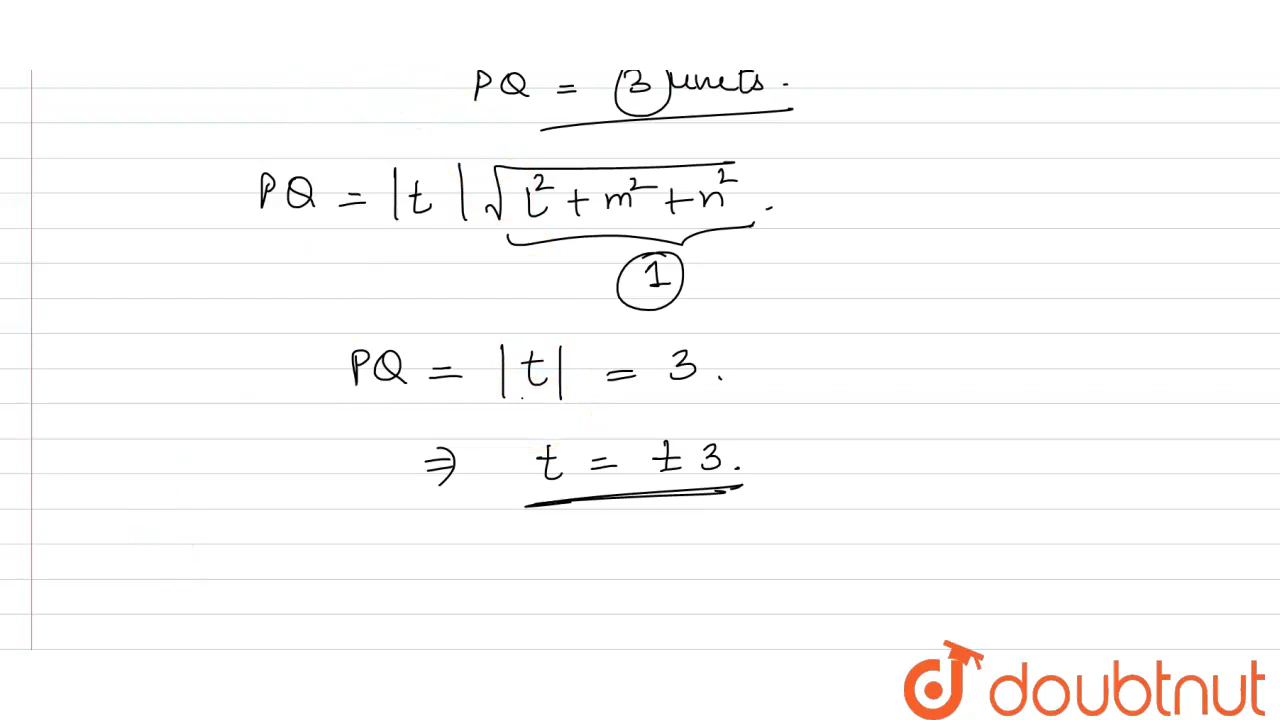 PQ = 3 units.
PQ = |t| √l² + m² + n² .
1
PQ = |t| = 3.
⇒ t = ± 3.
doubtnut